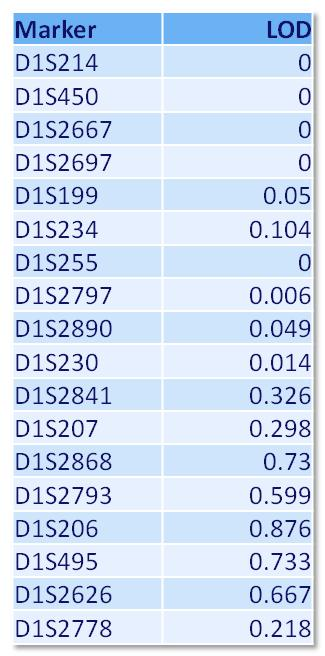 Marker LOD
D1S214 0
D1S450 0
D1S2667 0
D1S2697 0
D1S199 0.05
D1S234 0.104
D1S255 0
D1S2797 0.006
D1S2890 0.049
D1S230 0.014
D1S2841 0.326
D1S207 0.298
D1S2868 0.73
D1S2793 0.599
D1S206 0.876
D1S495 0.733
D1S2626 0.667
D1S2778 0.218